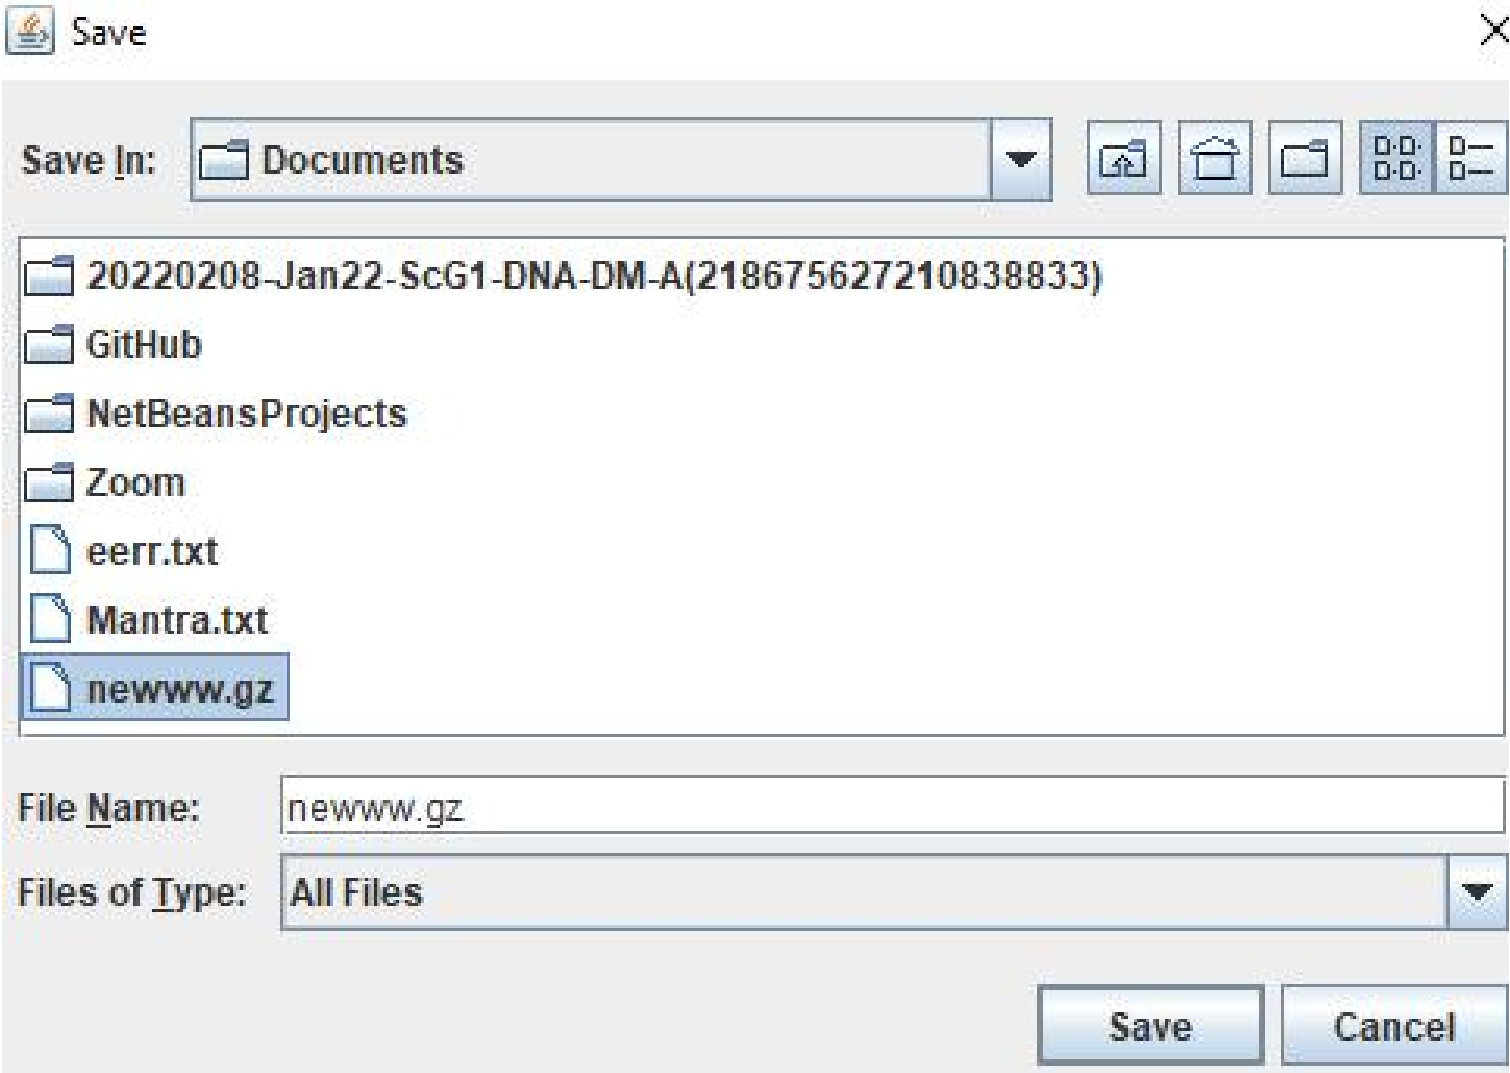 Save
Save In: Documents
20220208-Jan22-ScG1-DNA-DM-A(218675627210838833)
GitHub
NetBeansProjects
Zoom
eerr.txt
Mantra.txt
newww.gz
File Name: newww.gz
Files of Type: All Files
Save Cancel